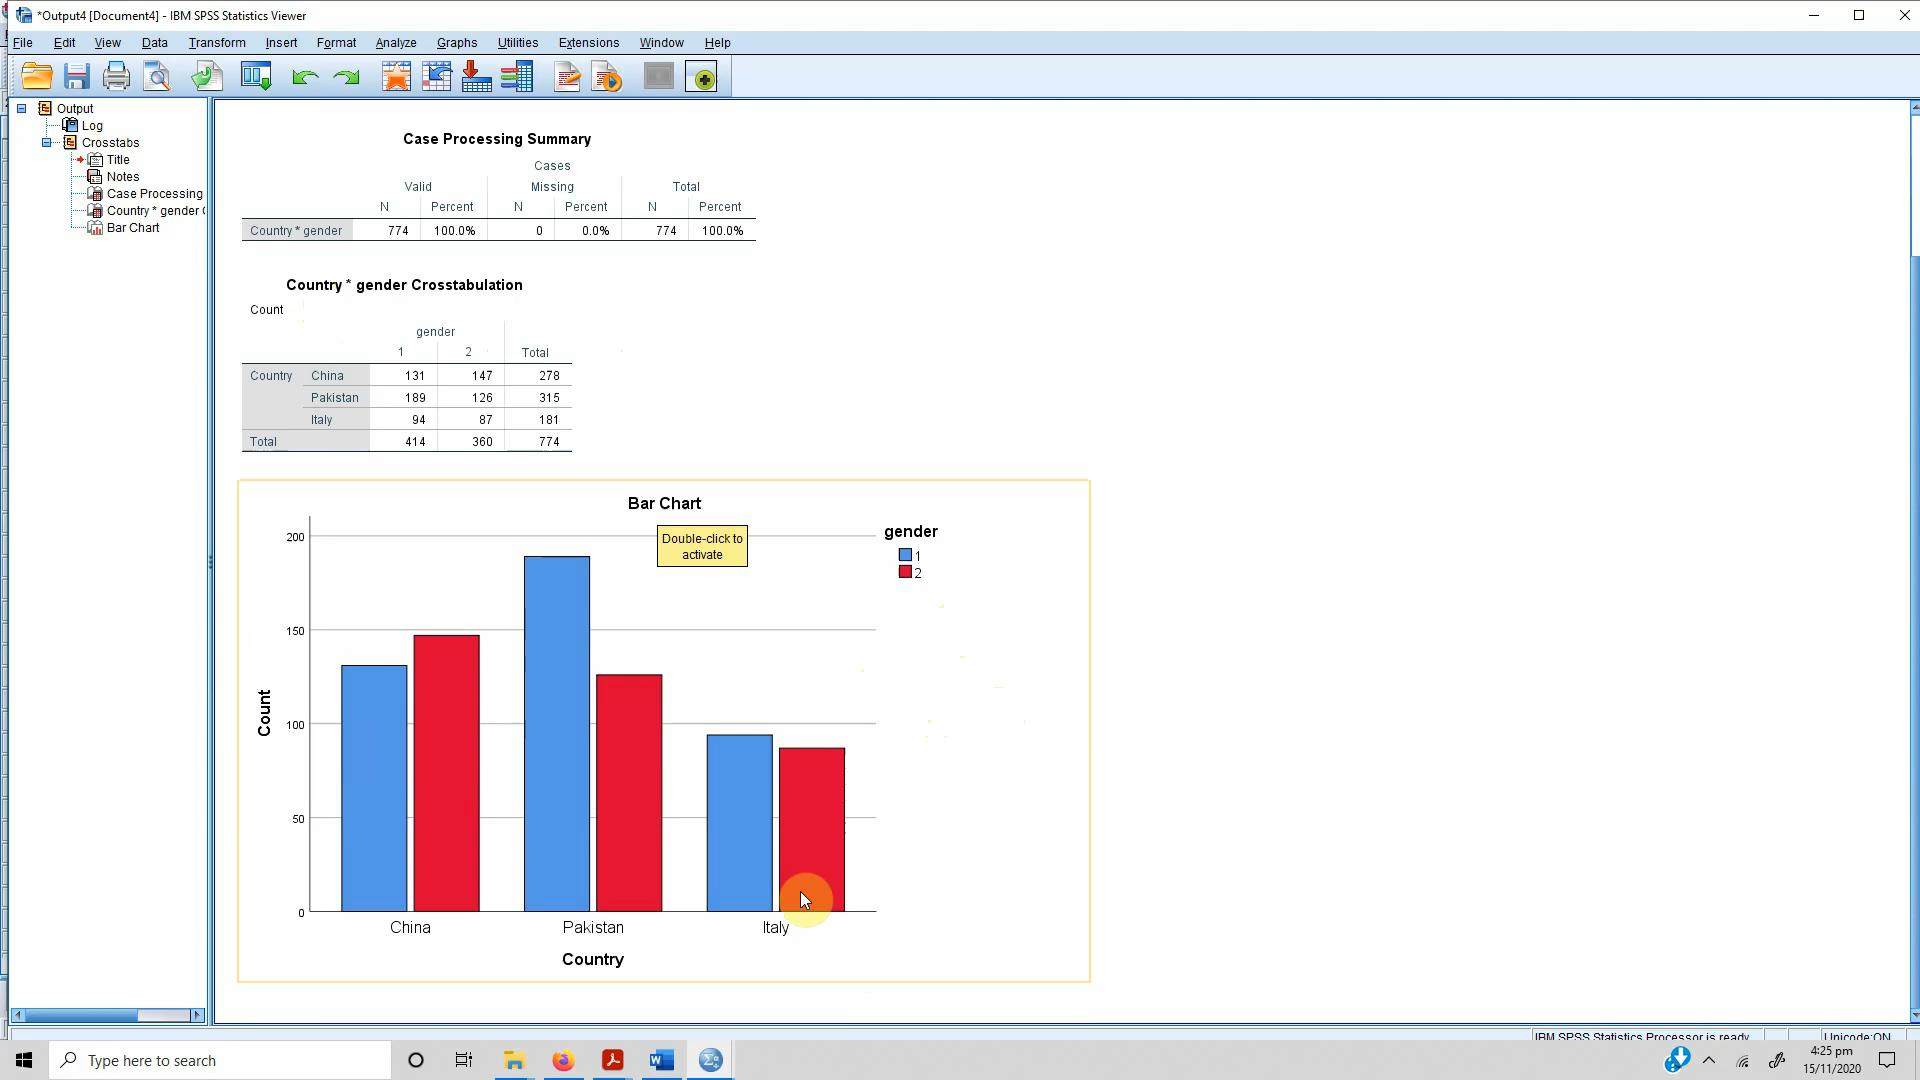 *Output4 [Document4] - IBM SPSS Statistics Viewer
File Edit View Data Transform Insert Format Analyze Graphs Utilities Extensions Window Help
Output
Log
Crosstabs
Title
Notes
Case Processing
Country * gender
Bar Chart
Case Processing Summary
Cases
Valid Missing Total
N Percent N Percent N Percent
Country * gender 774 100.0% 0 0.0% 774 100.0%
Country * gender Crosstabulation
Count
gender
1 2 Total
Country China 131 147 278
Pakistan 189 126 315
Italy 94 87 181
Total 414 360 774
Bar Chart
Double-click to
activate
gender
1
2
200
150
100
50
0
Count
China Pakistan Italy
Country
IBM SPSS Statistics Processor is ready Unicode:ON
Type here to search
4:25 pm
15/11/2020